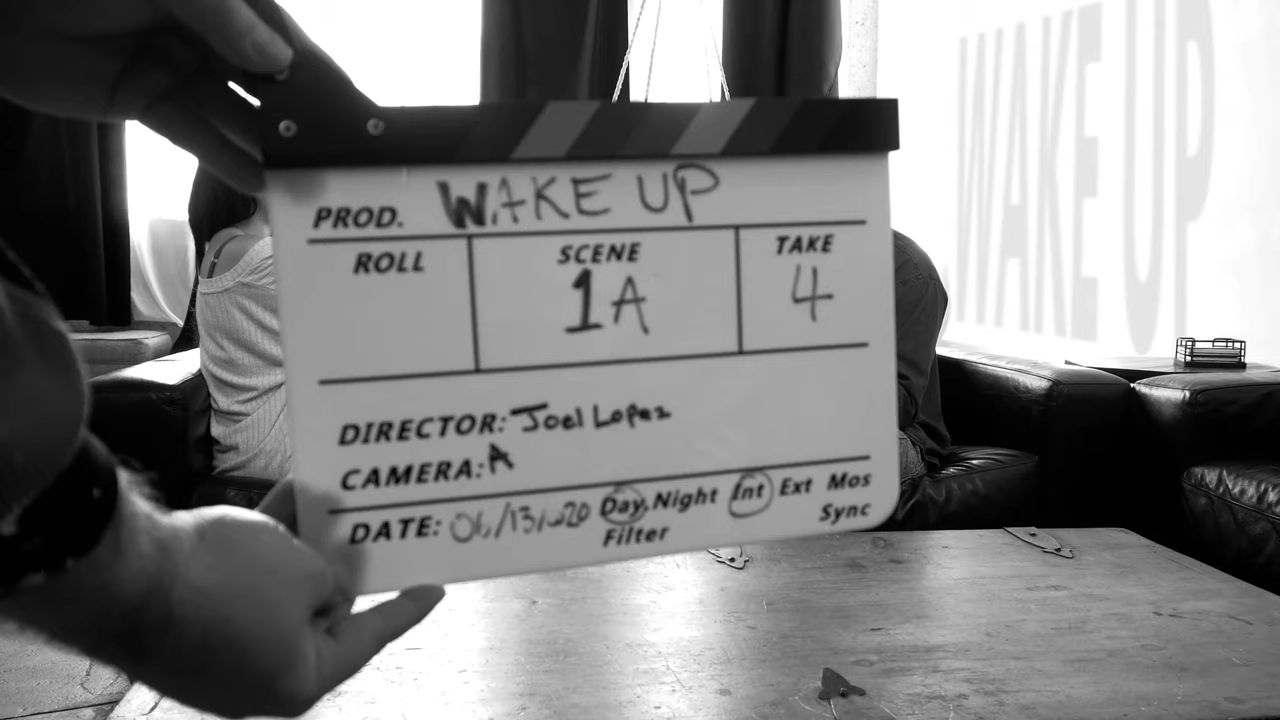 WAKE UP
PROD. WAKE UP
ROLL SCENE TAKE
1A 4
DIRECTOR: Joel Lopez
CAMERA: A
DATE: 06/13/2020 Day, Night Int Ext Mos
Filter Sync